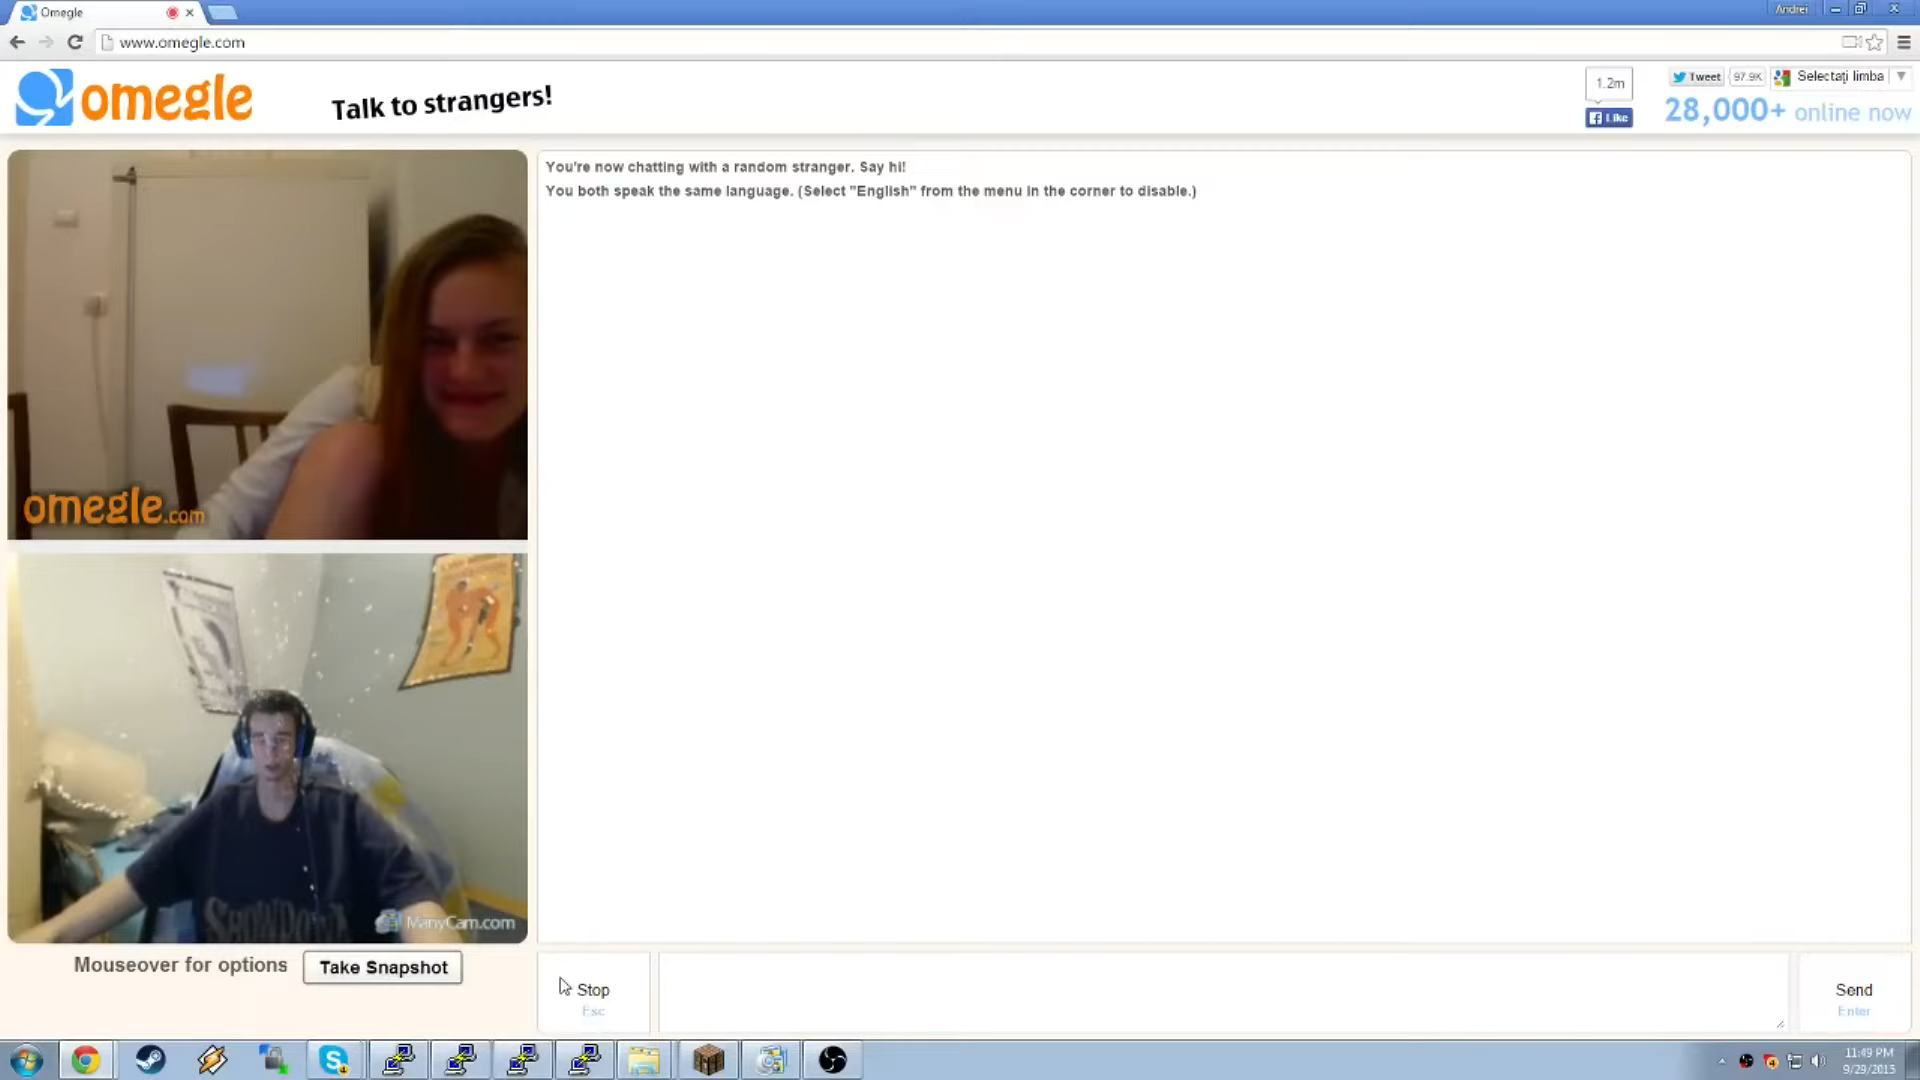 Omegle
Andrei
www.omegle.com
omegle
Talk to strangers!
1.2m
Like
Tweet
97.9K
Selectați limba
28,000+ online now
You're now chatting with a random stranger. Say hi!
You both speak the same language. (Select "English" from the menu in the corner to disable.)
omegle.com
ManyCam.com
Mouseover for options
Take Snapshot
Stop
Esc
Send
Enter
11:49 PM
9/29/2015